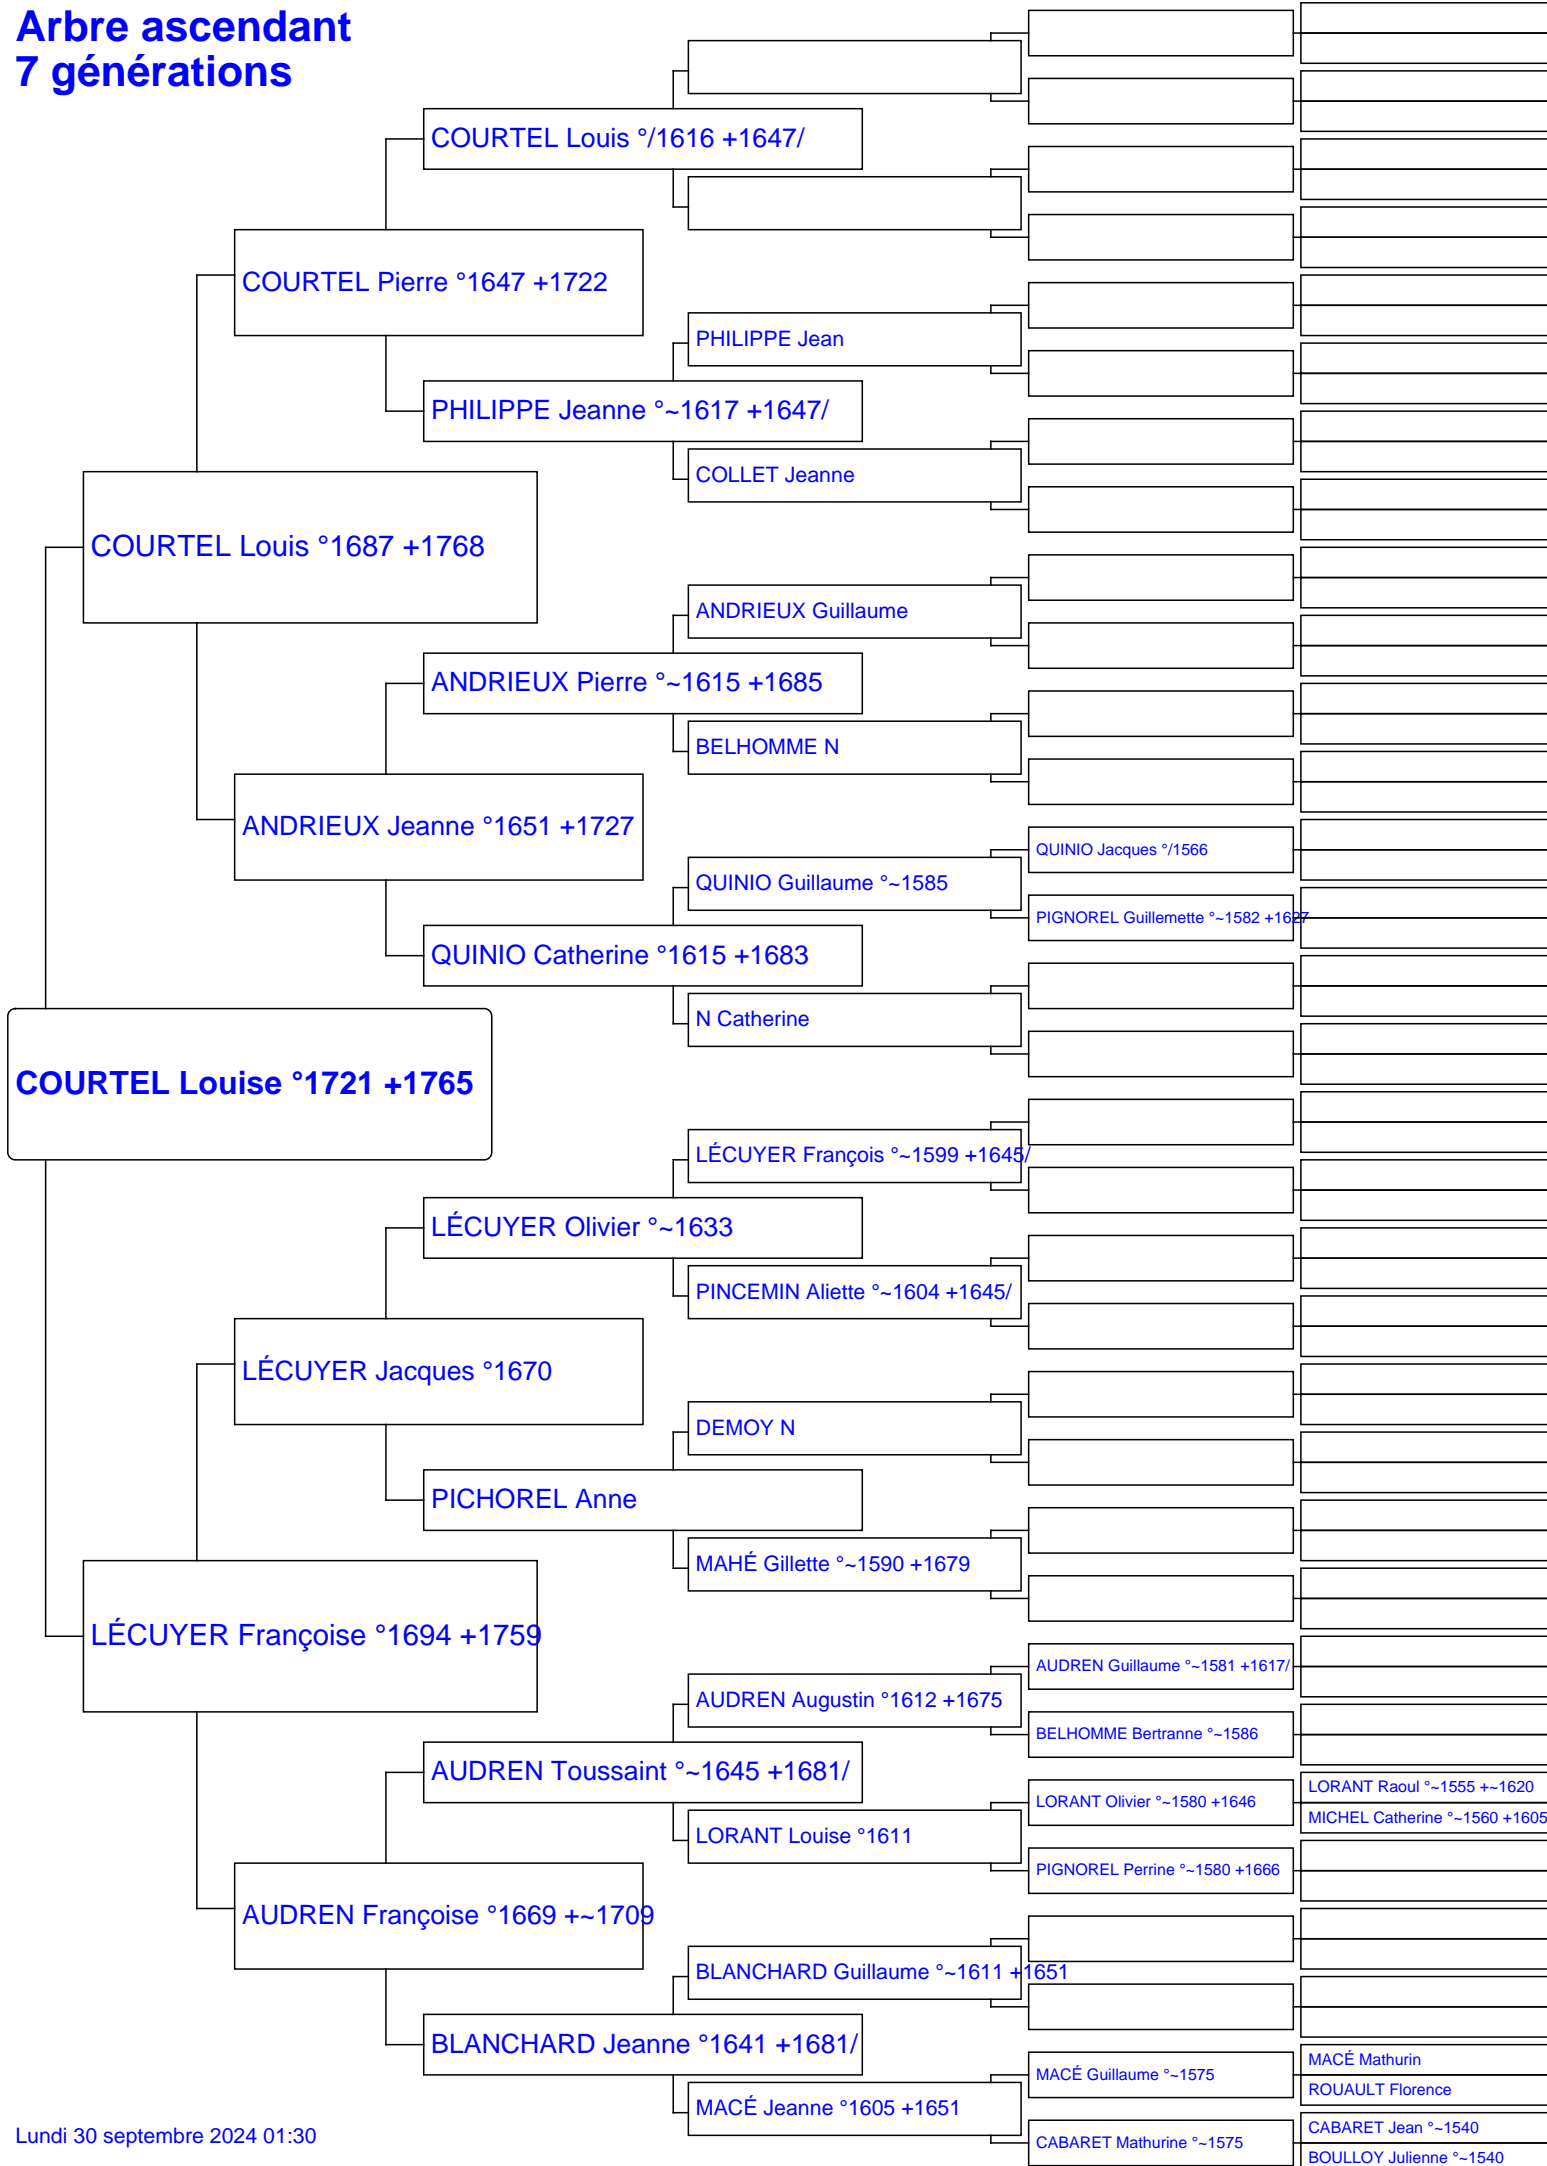 Arbre ascendant
7 générations
COURTEL Louis °/1616 +1647/
COURTEL Pierre °1647 +1722
PHILIPPE Jean
PHILIPPE Jeanne °~1617 +1647/
COLLET Jeanne
COURTEL Louis °1687 +1768
ANDRIEUX Guillaume
ANDRIEUX Pierre °~1615 +1685
BELHOMME N
ANDRIEUX Jeanne °1651 +1727
QUINIO Jacques °/1566
QUINIO Guillaume °~1585
PIGNOREL Guillemette °~1582 +1627
QUINIO Catherine °1615 +1683
N Catherine
COURTEL Louise °1721 +1765
LÉCUYER François °~1599 +1645/
LÉCUYER Olivier °~1633
PINCEMIN Aliette °~1604 +1645/
LÉCUYER Jacques °1670
DEMOY N
PICHOREL Anne
MAHÉ Gillette °~1590 +1679
LÉCUYER Françoise °1694 +1759
AUDREN Guillaume °~1581 +1617/
AUDREN Augustin °1612 +1675
BELHOMME Bertranne °~1586
AUDREN Toussaint °~1645 +1681/
LORANT Raoul °~1555 +~1620
LORANT Olivier °~1580 +1646
MICHEL Catherine °~1560 +1605
LORANT Louise °1611
PIGNOREL Perrine °~1580 +1666
AUDREN Françoise °1669 +~1709
BLANCHARD Guillaume °~1611 +1651
BLANCHARD Jeanne °1641 +1681/
MACÉ Mathurin
MACÉ Guillaume °~1575
ROUAULT Florence
MACÉ Jeanne °1605 +1651
CABARET Jean °~1540
CABARET Mathurine °~1575
BOULLOY Julienne °~1540
Lundi 30 septembre 2024 01:30